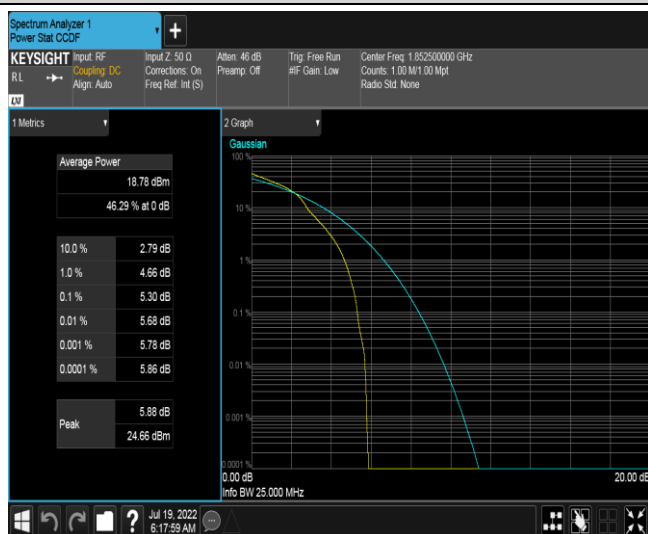 Spectrum Analyzer 1
Power Stat CCDF
+
KEYSIGHT
RL
LXI
Input: RF
Coupling: DC
Align: Auto
Input Z: 50 Ω
Corrections: On
Freq Ref: Int (S)
Atten: 46 dB
Preamp: Off
Trig: Free Run
#IF Gain: Low
Center Freq: 1.852500000 GHz
Counts: 1.00 M/1.00 Mpt
Radio Std: None
1 Metrics
Average Power
18.78 dBm
46.29 % at 0 dB
10.0 % 2.79 dB
1.0 % 4.66 dB
0.1 % 5.30 dB
0.01 % 5.68 dB
0.001 % 5.78 dB
0.0001 % 5.86 dB
Peak
5.88 dB
24.66 dBm
2 Graph
Gaussian
100 %
10 %
1 %
0.1 %
0.01 %
0.001 %
0.0001 %
0.00 dB
20.00 dB
Info BW 25.000 MHz
?
Jul 19, 2022
6:17:59 AM